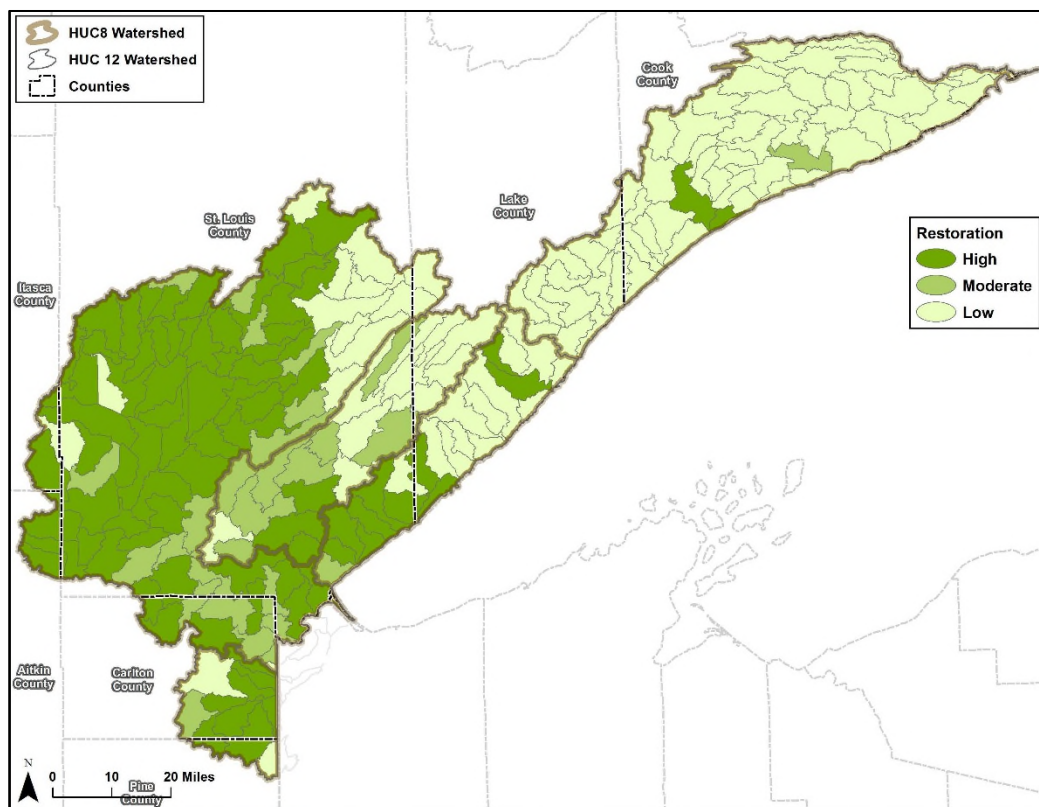 HUC8 Watershed
HUC 12 Watershed
Counties
Cook
County
Lake
County
St. Louis
County
Restoration
High
Moderate
Low
Itasca
County
Aitkin
County
Carlton
County
N
0 10 20 Miles
Pine
County